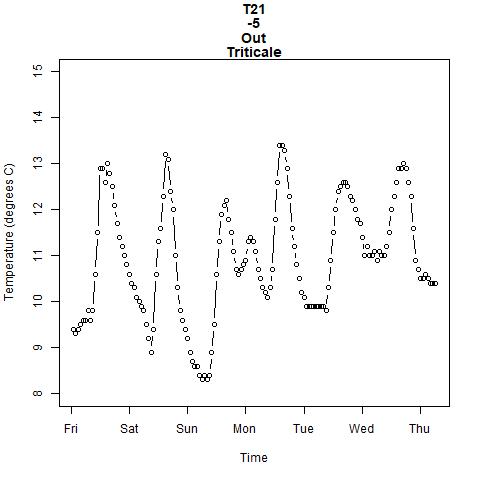 T21
-5
Out
Triticale
Temperature (degrees C)
15
14
13
12
11
10
9
8
Fri Sat Sun Mon Tue Wed Thu
Time